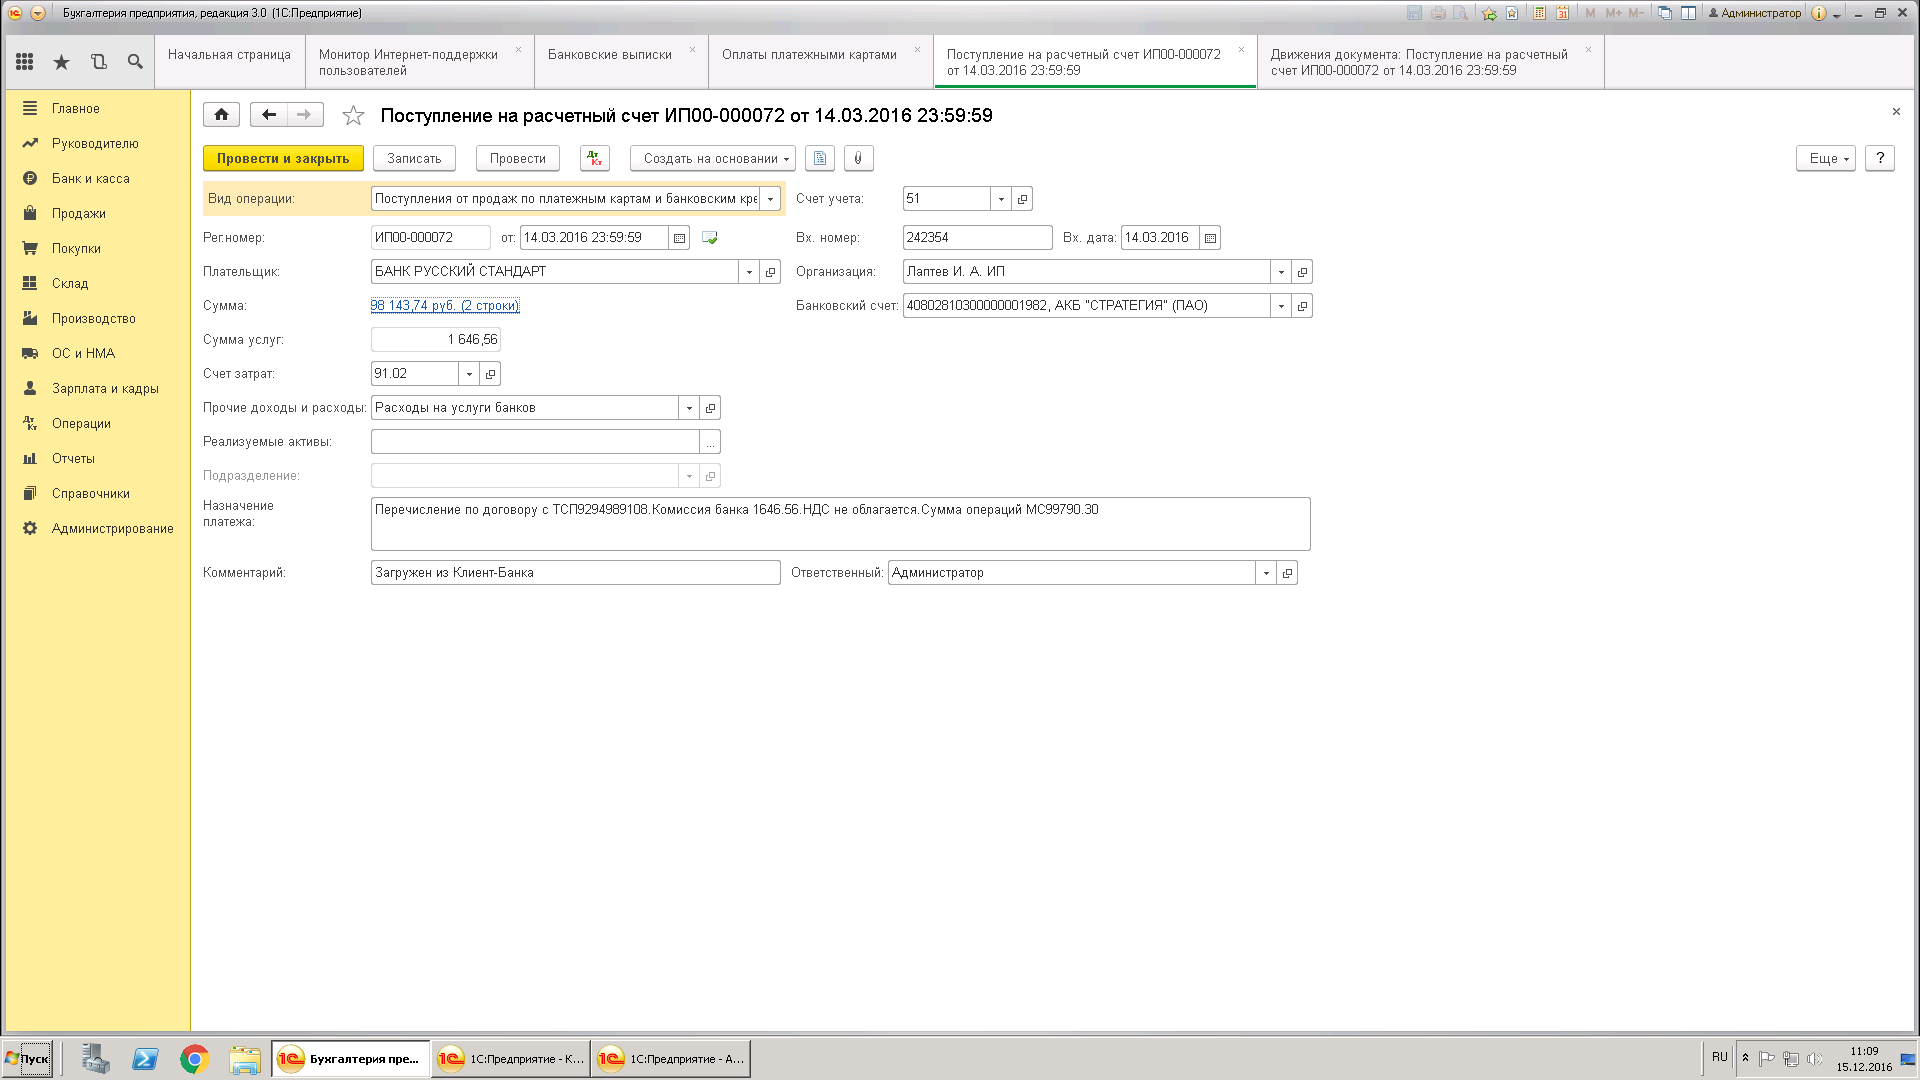 Бухгалтерия предприятия, редакция 3.0 (1С:Предприятие)
M M+ M- Администратор
Начальная страница
Монитор Интернет-поддержки пользователей
Банковские выписки
Оплаты платежными картами
Поступление на расчетный счет ИП00-000072 от 14.03.2016 23:59:59
Движения документа: Поступление на расчетный счет ИП00-000072 от 14.03.2016 23:59:59
Главное
Руководителю
Банк и касса
Продажи
Покупки
Склад
Производство
ОС и НМА
Зарплата и кадры
Операции
Отчеты
Справочники
Администрирование
Поступление на расчетный счет ИП00-000072 от 14.03.2016 23:59:59
Провести и закрыть Записать Провести Дт Кт Создать на основании Еще ?
Вид операции: Поступления от продаж по платежным картам и банковским кре Счет учета: 51
Рег.номер: ИП00-000072 от: 14.03.2016 23:59:59 Вх. номер: 242354 Вх. дата: 14.03.2016
Плательщик: БАНК РУССКИЙ СТАНДАРТ Организация: Лаптев И. А. ИП
Сумма: 98 143,74 руб. (2 строки) Банковский счет: 40802810300000001982, АКБ "СТРАТЕГИЯ" (ПАО)
Сумма услуг: 1 646,56
Счет затрат: 91.02
Прочие доходы и расходы: Расходы на услуги банков
Реализуемые активы: ...
Подразделение:
Назначение платежа: Перечисление по договору с ТСП9294989108.Комиссия банка 1646.56.НДС не облагается.Сумма операций МС99790.30
Комментарий: Загружен из Клиент-Банка Ответственный: Администратор
Пуск Бухгалтерия пре... 1С:Предприятие - К... 1С:Предприятие - А... RU 11:09
15.12.2016